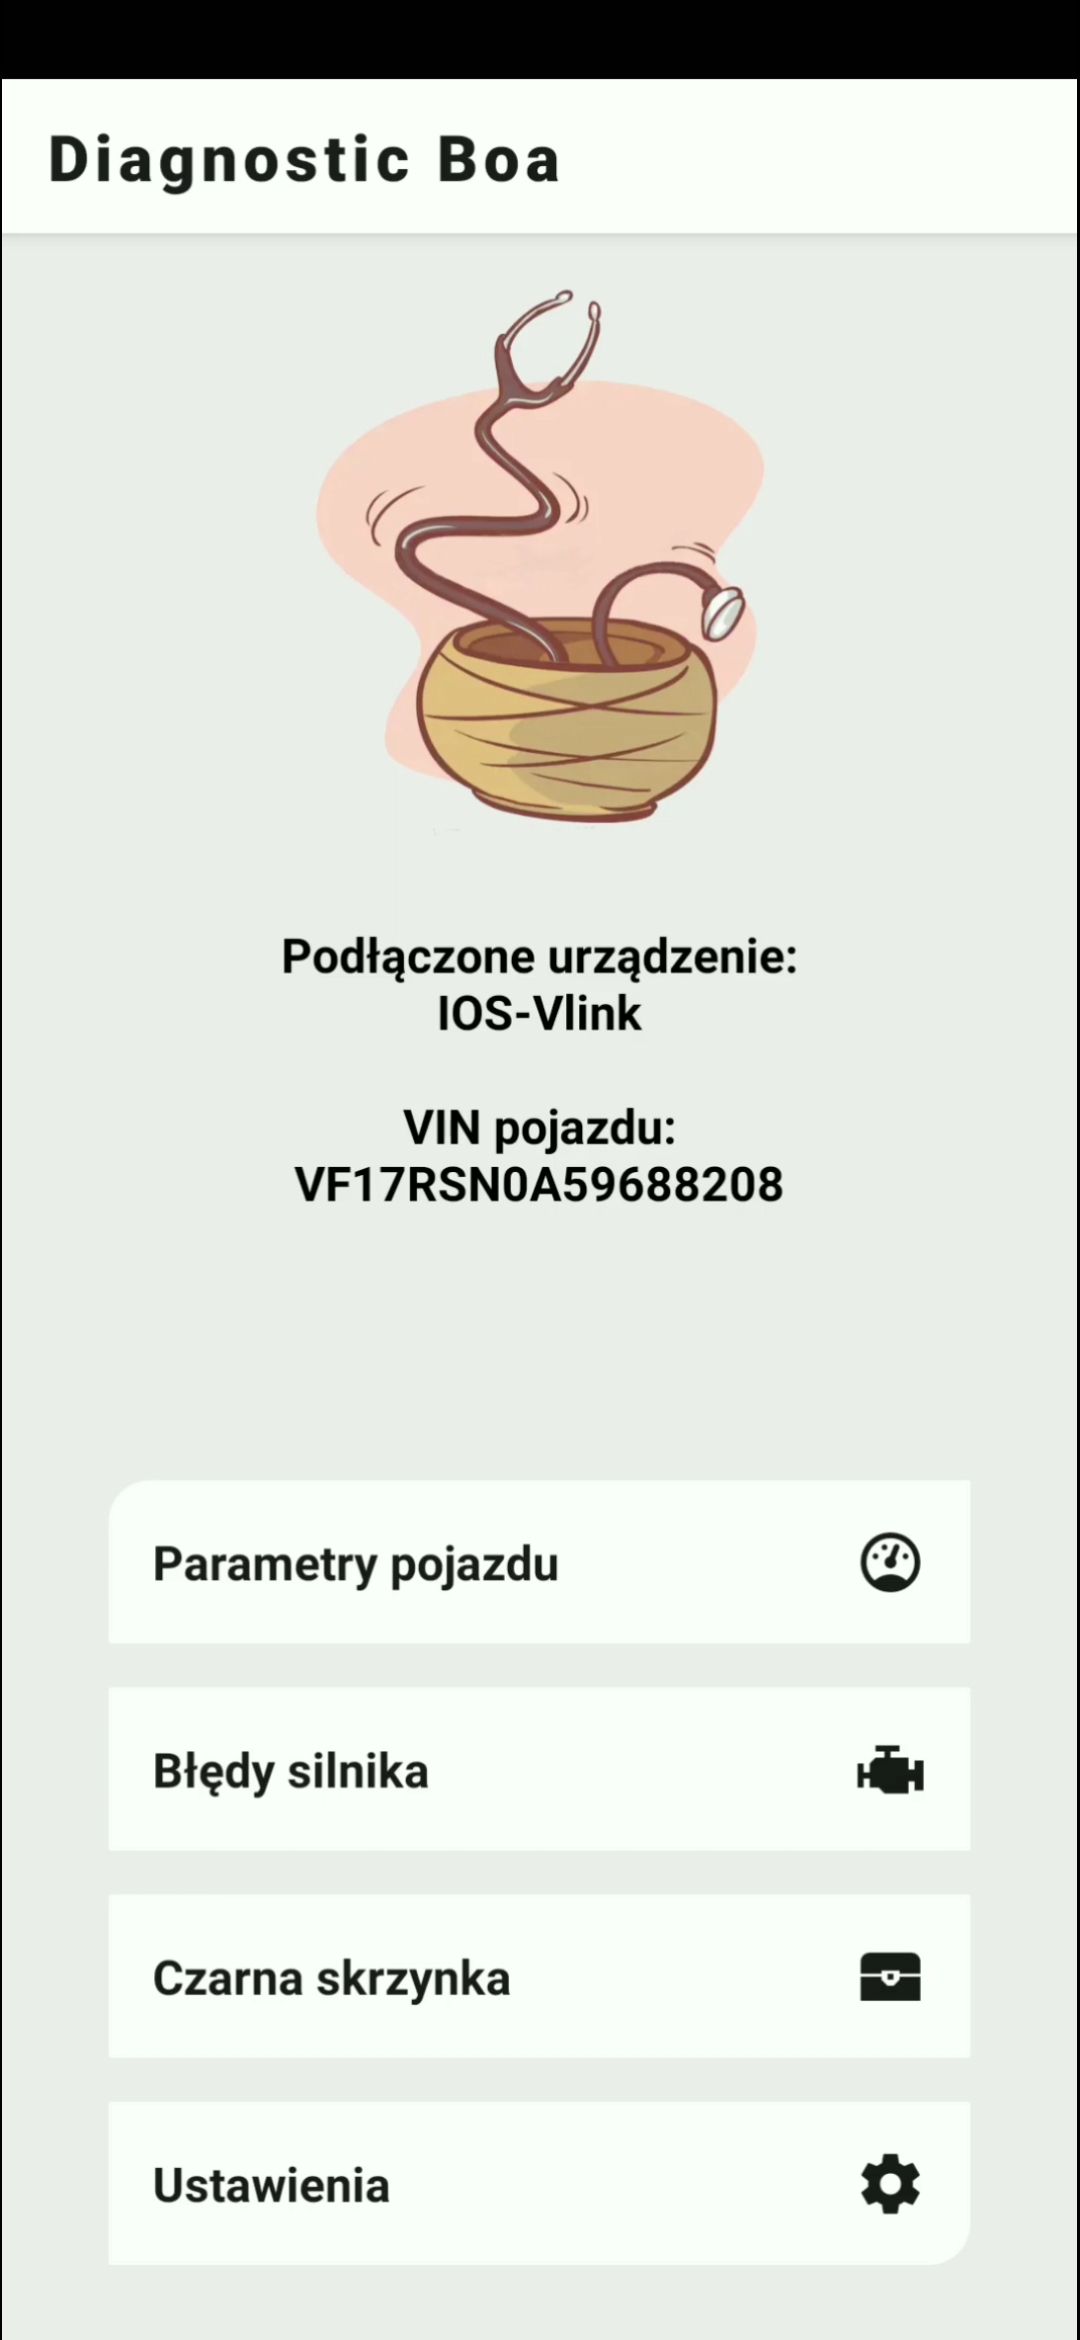 Diagnostic Boa
Podłączone urządzenie:
IOS-Vlink
VIN pojazdu:
VF17RSN0A59688208
Parametry pojazdu
Błędy silnika
Czarna skrzynka
Ustawienia